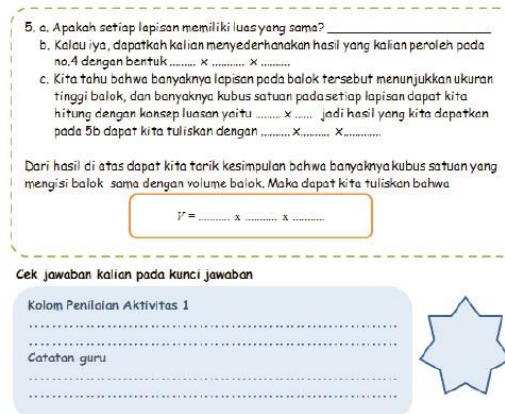 5. a. Apakah setiap lapisan memiliki luas yang sama? ____________________
b. Kalau iya, dapatkah kalian menyederhanakan hasil yang kalian peroleh pada
no.4 dengan bentuk ......... × ........... × ..........
c. Kita tahu bahwa banyaknya lapisan pada balok tersebut menunjukkan ukuran
tinggi balok, dan banyaknya kubus satuan pada setiap lapisan dapat kita
hitung dengan konsep luasan yaitu ........ × ...... jadi hasil yang kita dapatkan
pada 5b dapat kita tuliskan dengan ..........×.......... ×.............
Dari hasil di atas dapat kita tarik kesimpulan bahwa banyaknya kubus satuan yang
mengisi balok sama dengan volume balok. Maka dapat kita tuliskan bahwa
V = ........... x ........... x ...........
Cek jawaban kalian pada kunci jawaban
Kolom Penilaian Aktivitas 1
................................................................
................................................................
Catatan guru
................................................................
................................................................